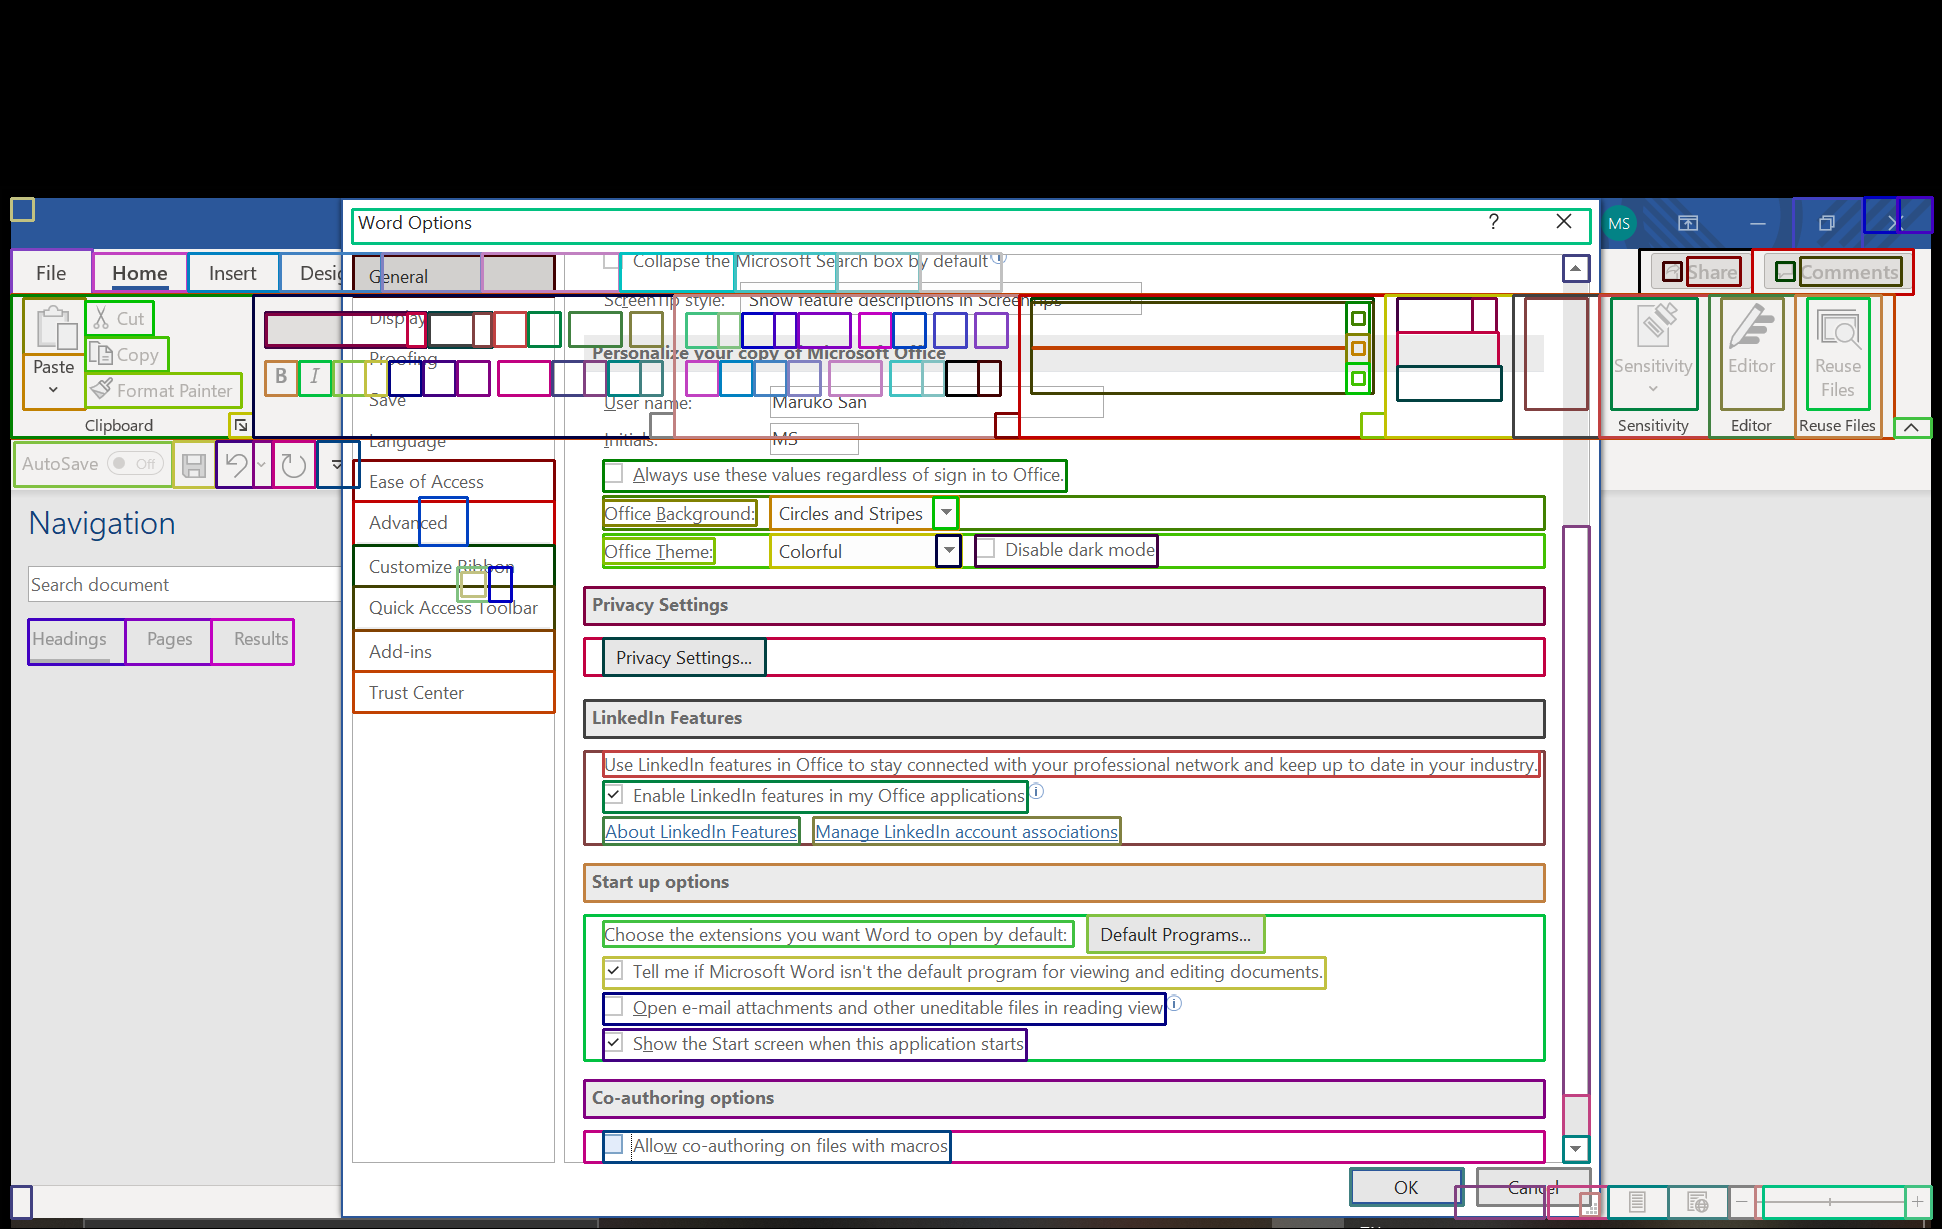 Word Options
?
MS
File
Home
Insert
General
Collapse the Microsoft Search box by default
Share
Comments
ScreenTip style:
Show feature descriptions in ScreenTips
Display
Cut
Copy
Paste
Format Painter
Clipboard
Proofing
Personalize your copy of Microsoft Office
B
I
Save
User name:
Maruko San
Language
Initials:
MS
Sensitivity
Editor
Reuse
Files
Sensitivity
Editor
Reuse Files
AutoSave
Off
Ease of Access
Always use these values regardless of sign in to Office.
Navigation
Advanced
Office Background:
Circles and Stripes
Office Theme:
Colorful
Disable dark mode
Search document
Customize Ribbon
Quick Access Toolbar
Privacy Settings
Headings
Pages
Results
Add-ins
Privacy Settings...
Trust Center
LinkedIn Features
Use LinkedIn features in Office to stay connected with your professional network and keep up to date in your industry.
Enable LinkedIn features in my Office applications
About LinkedIn Features
Manage LinkedIn account associations
Start up options
Choose the extensions you want Word to open by default:
Default Programs...
Tell me if Microsoft Word isn't the default program for viewing and editing documents.
Open e-mail attachments and other uneditable files in reading view
Show the Start screen when this application starts
Co-authoring options
Allow co-authoring on files with macros
OK
Cancel